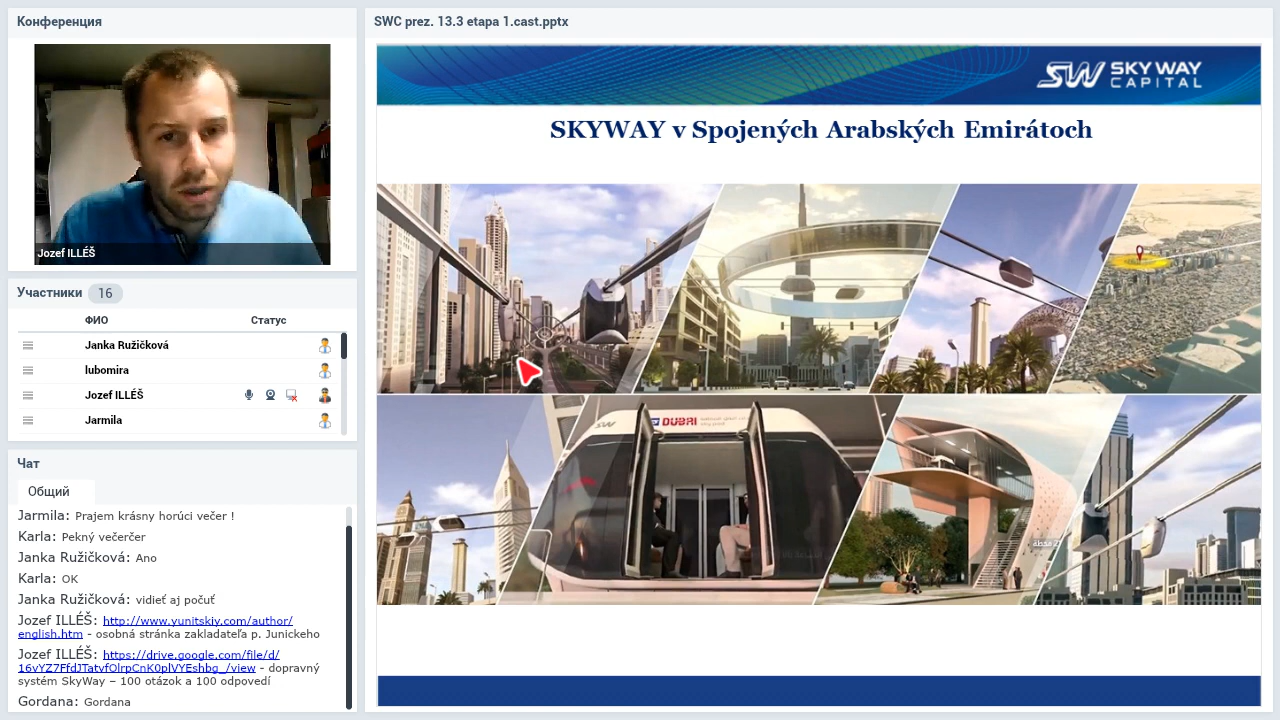 Конференция
Jozef ILLÉŠ
Участники 16
ФИО Статус
Janka Ružičková
lubomira
Jozef ILLÉŠ
Jarmila
Чат
Общий
Jarmila: Prajem krásny horúci večer !
Karla: Pekný večerčer
Janka Ružičková: Ano
Karla: OK
Janka Ružičková: vidieť aj počuť
Jozef ILLÉŠ: http://www.yunitskiy.com/author/
english.htm - osobná stránka zakladateľa p. Junickeho
Jozef ILLÉŠ: https://drive.google.com/file/d/
16vYZ7FfdJTatvfOlrpCnK0plVYEshbg_/view - dopravný
systém SkyWay – 100 otázok a 100 odpovedí
Gordana: Gordana
SWC prez. 13.3 etapa 1.cast.pptx
SW SKY WAY
CAPITAL
SKYWAY v Spojených Arabských Emirátoch
SW DUBAI